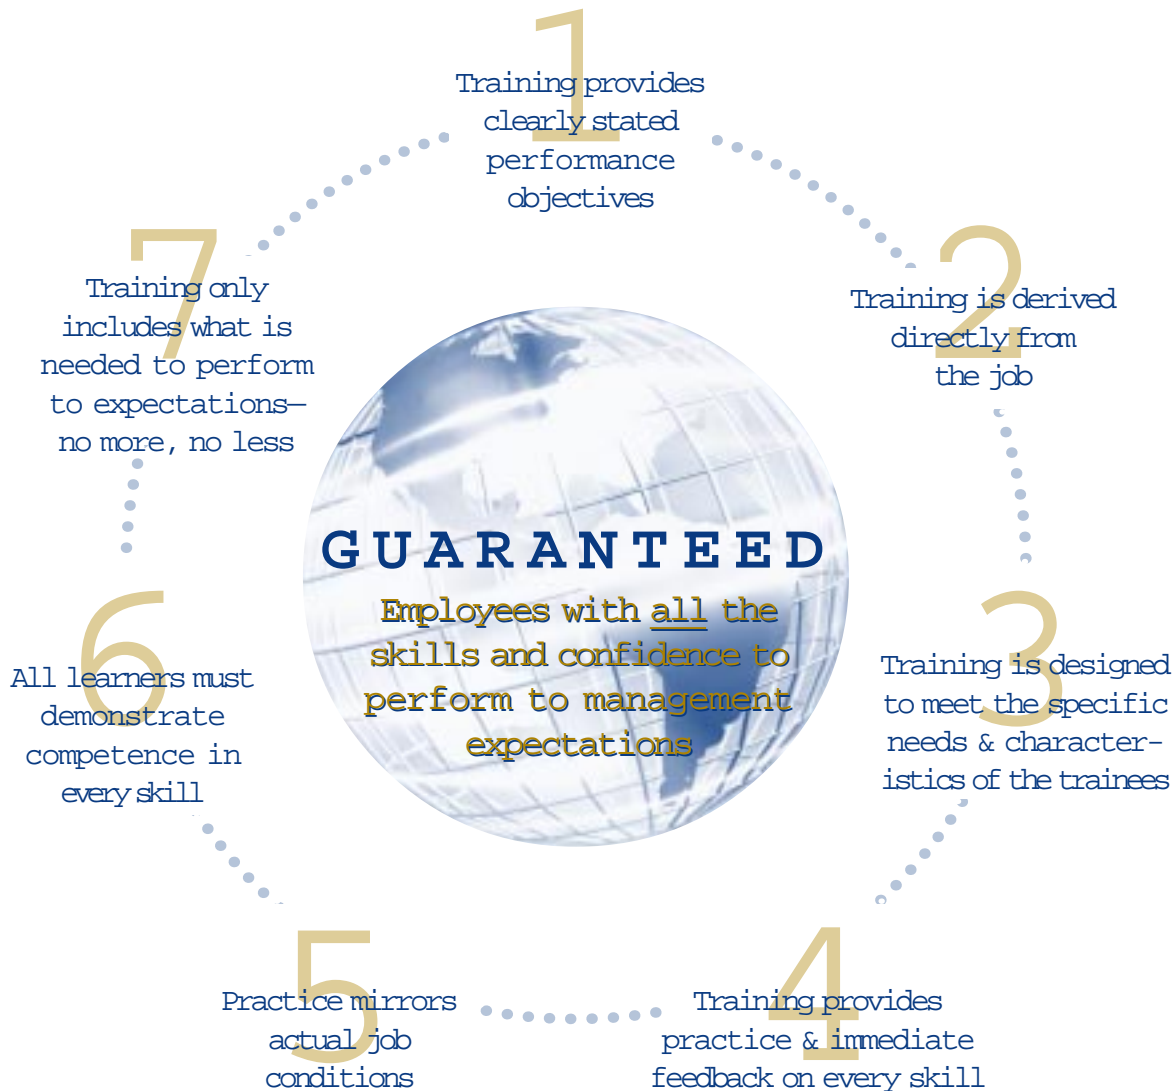 1
Training provides
clearly stated
performance
objectives
2
Training is derived
directly from
the job
3
Training is designed
to meet the specific
needs & character-
istics of the trainees
4
Training provides
practice & immediate
feedback on every skill
5
Practice mirrors
actual job
conditions
6
All learners must
demonstrate
competence in
every skill
7
Training only
includes what is
needed to perform
to expectations—
no more, no less
GUARANTEED
Employees with all the
skills and confidence to
perform to management
expectations